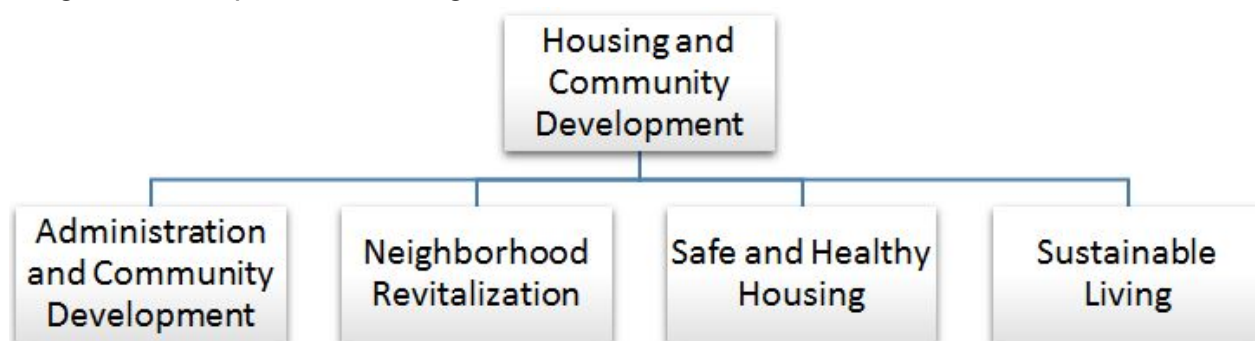 Housing and
Community
Development
Administration
and Community
Development
Neighborhood
Revitalization
Safe and Healthy
Housing
Sustainable
Living